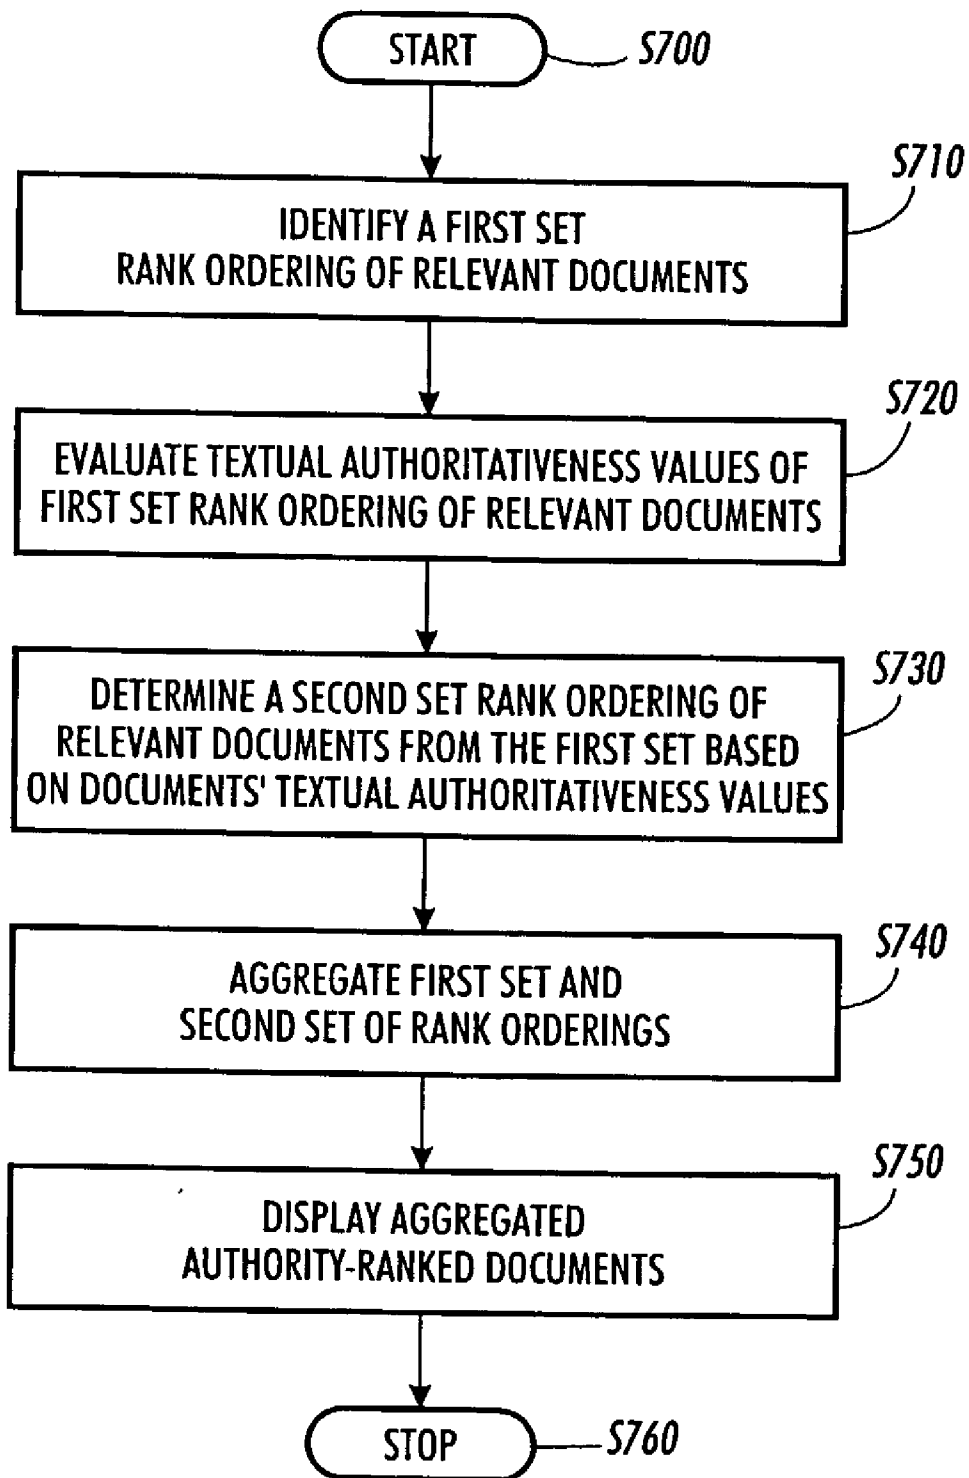 START
S700
S710
IDENTIFY A FIRST SET
RANK ORDERING OF RELEVANT DOCUMENTS
S720
EVALUATE TEXTUAL AUTHORITATIVENESS VALUES OF
FIRST SET RANK ORDERING OF RELEVANT DOCUMENTS
S730
DETERMINE A SECOND SET RANK ORDERING OF
RELEVANT DOCUMENTS FROM THE FIRST SET BASED
ON DOCUMENTS' TEXTUAL AUTHORITATIVENESS VALUES
S740
AGGREGATE FIRST SET AND
SECOND SET OF RANK ORDERINGS
S750
DISPLAY AGGREGATED
AUTHORITY-RANKED DOCUMENTS
STOP
S760